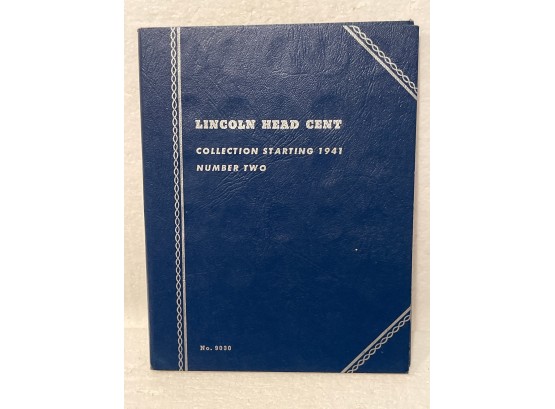 LINCOLN HEAD CENT
COLLECTION STARTING 1941
NUMBER TWO
No. 9030